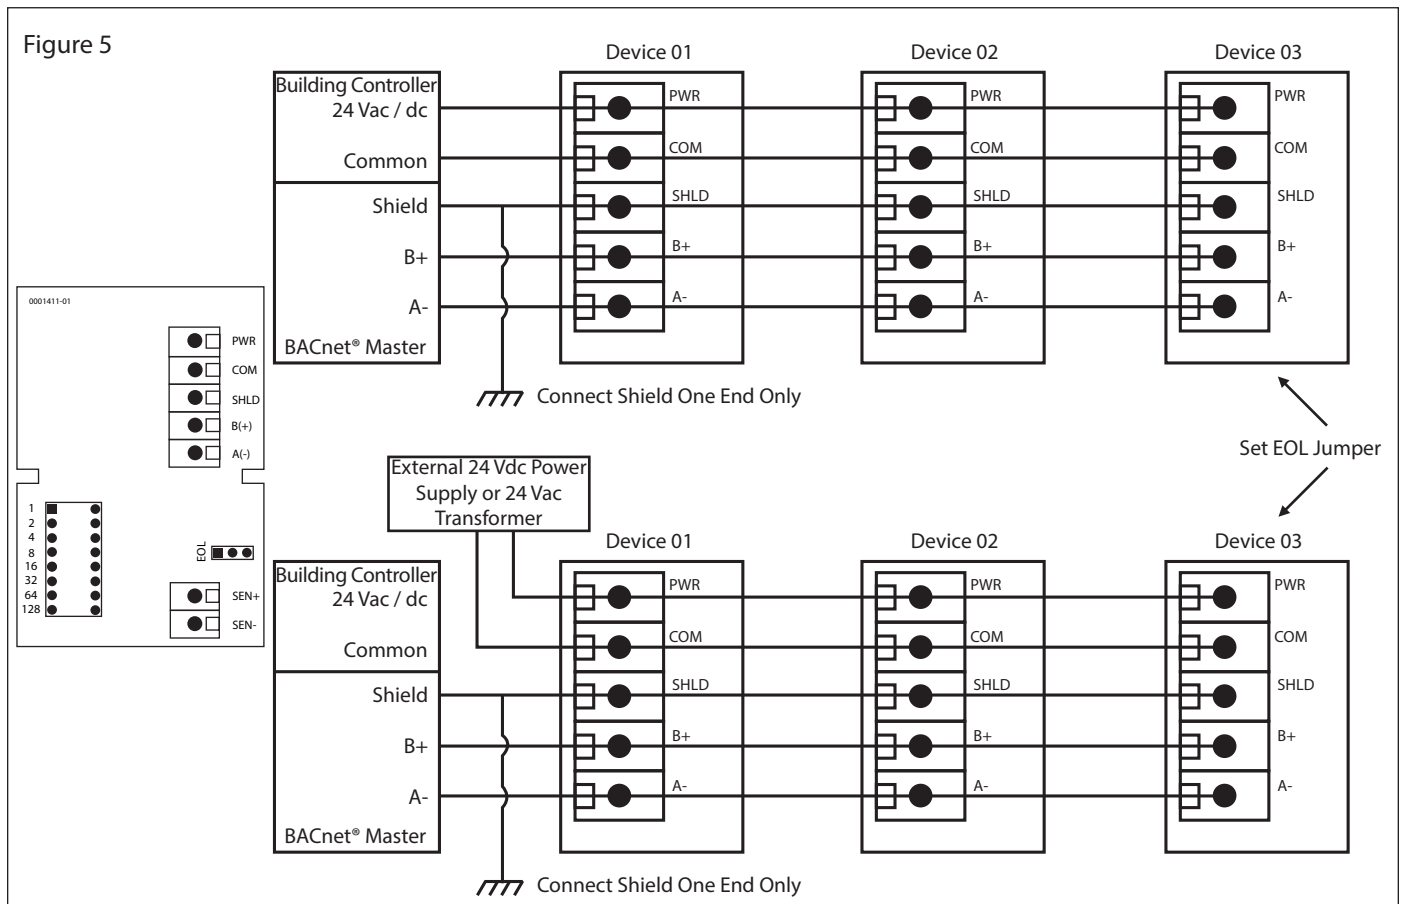 Figure 5
Device 01
Device 02
Device 03
Building Controller
24 Vac / dc
Common
Shield
B+
A-
BACnet® Master
PWR
COM
SHLD
B+
A-
PWR
COM
SHLD
B+
A-
PWR
COM
SHLD
B+
A-
Connect Shield One End Only
Set EOL Jumper
0001411-01
PWR
COM
SHLD
B(+)
A(-)
1
2
4
8
16
32
64
128
EOL
SEN+
SEN-
External 24 Vdc Power
Supply or 24 Vac
Transformer
Device 01
Device 02
Device 03
Building Controller
24 Vac / dc
Common
Shield
B+
A-
BACnet® Master
PWR
COM
SHLD
B+
A-
PWR
COM
SHLD
B+
A-
PWR
COM
SHLD
B+
A-
Connect Shield One End Only